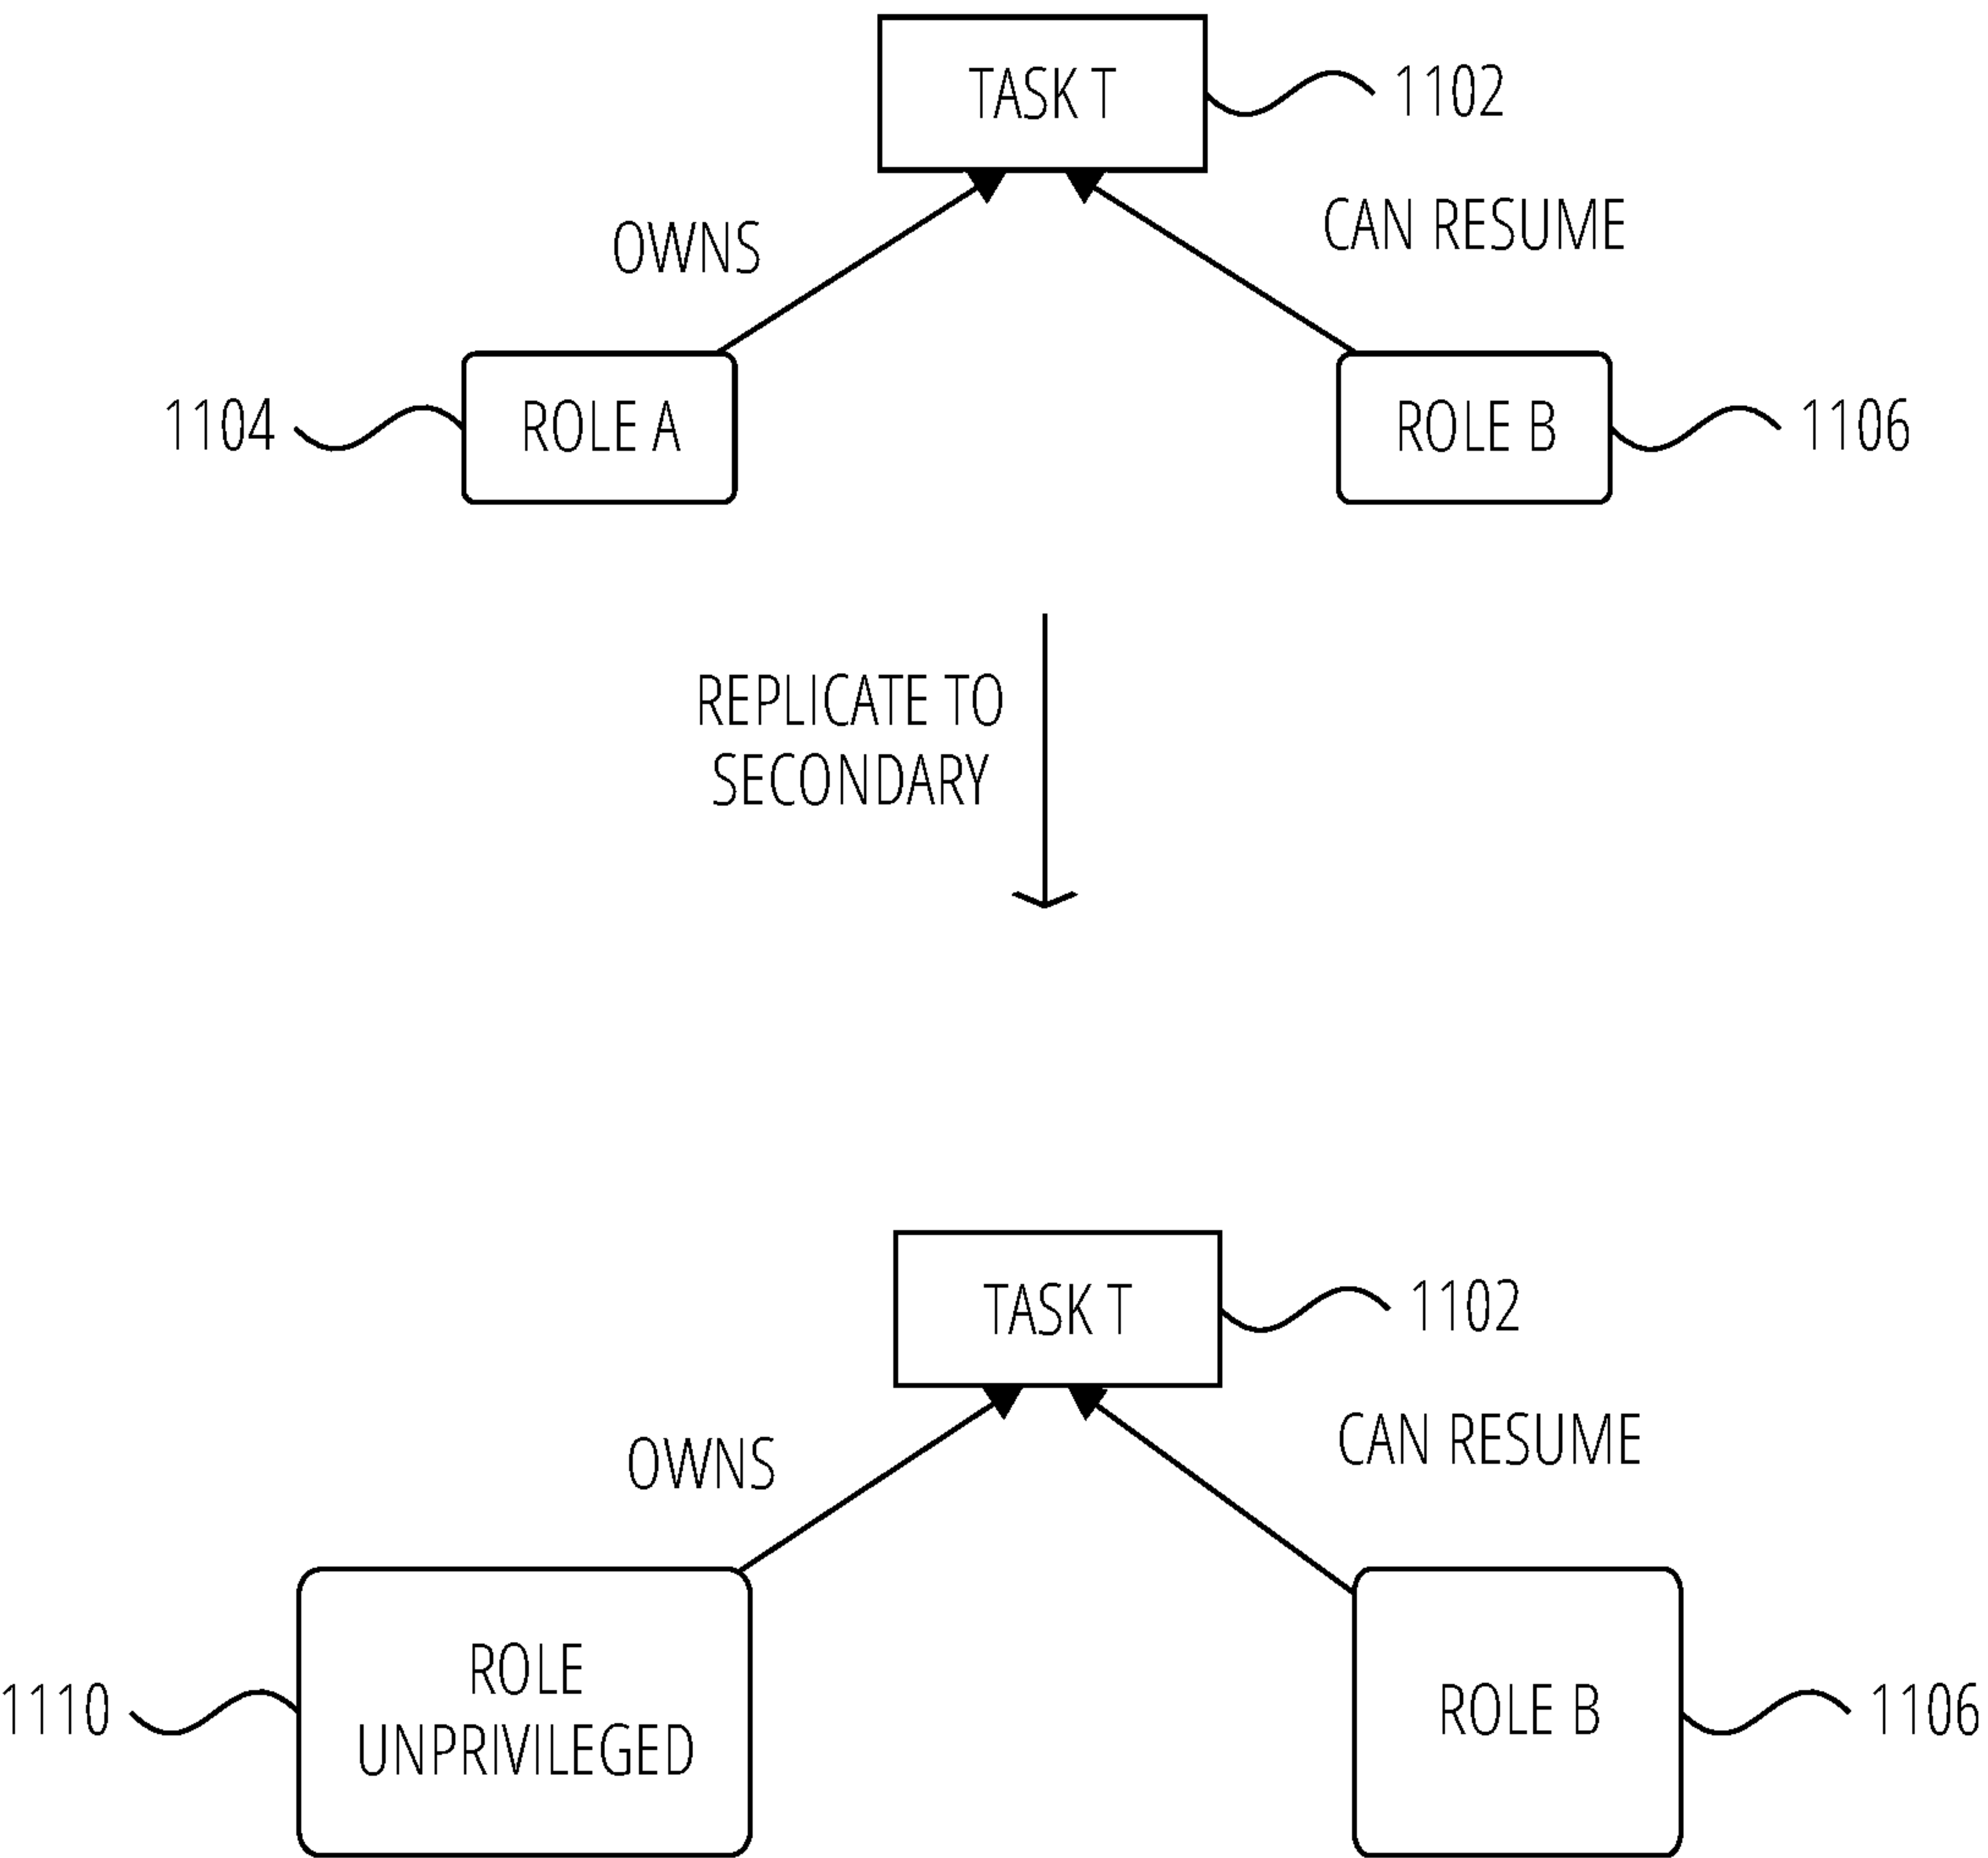 TASK T
1102
OWNS
CAN RESUME
1104
ROLE A
ROLE B
1106
REPLICATE TO
SECONDARY
TASK T
1102
OWNS
CAN RESUME
1110
ROLE
UNPRIVILEGED
ROLE B
1106